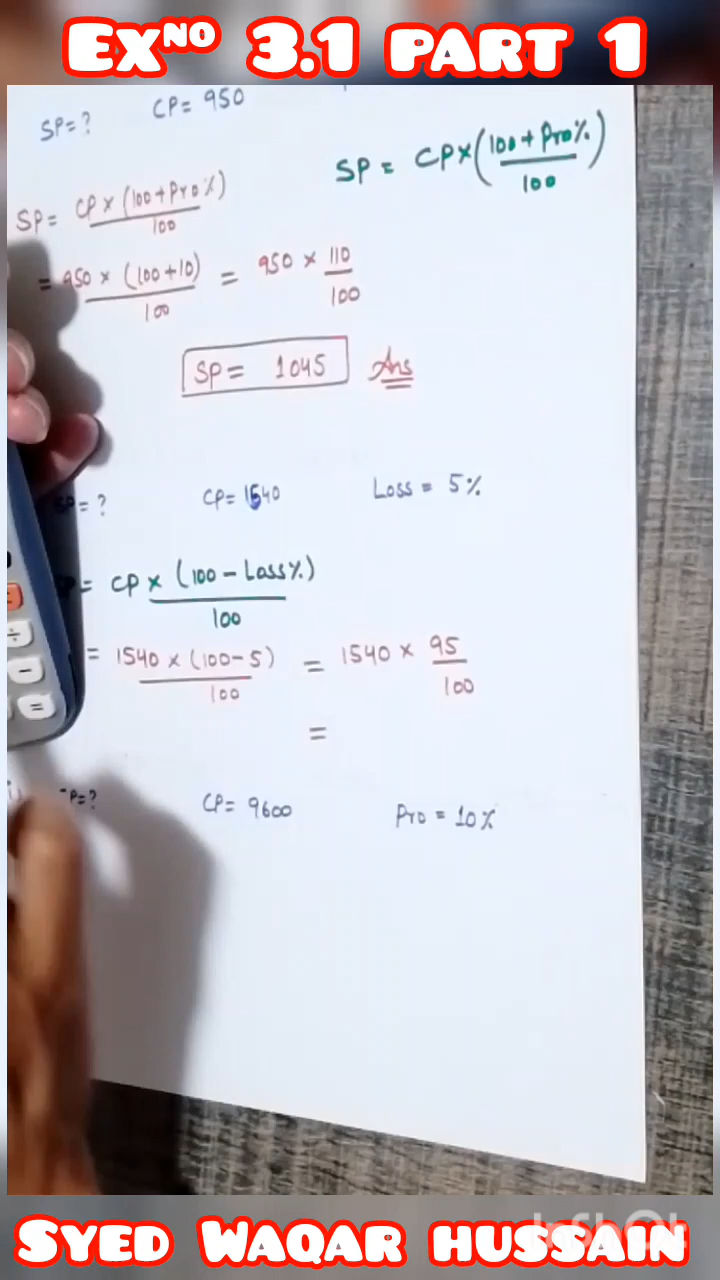 Ex NO 3.1 PART 1
SP=? CP= 950
SP = CP×(100+Pro%/100)
SP= CP × (100+Pro%)/100
= 950 × (100+10)/100 = 950 × 110/100
SP= 1045 Ans
SP=? CP= 1540 Loss = 5%
= CP × (100 - Loss%)/100
= 1540 × (100-5)/100 = 1540 × 95/100
=
P=? CP= 9600 Pro = 10%
SYED WAQAR HUSSAIN
InShOt